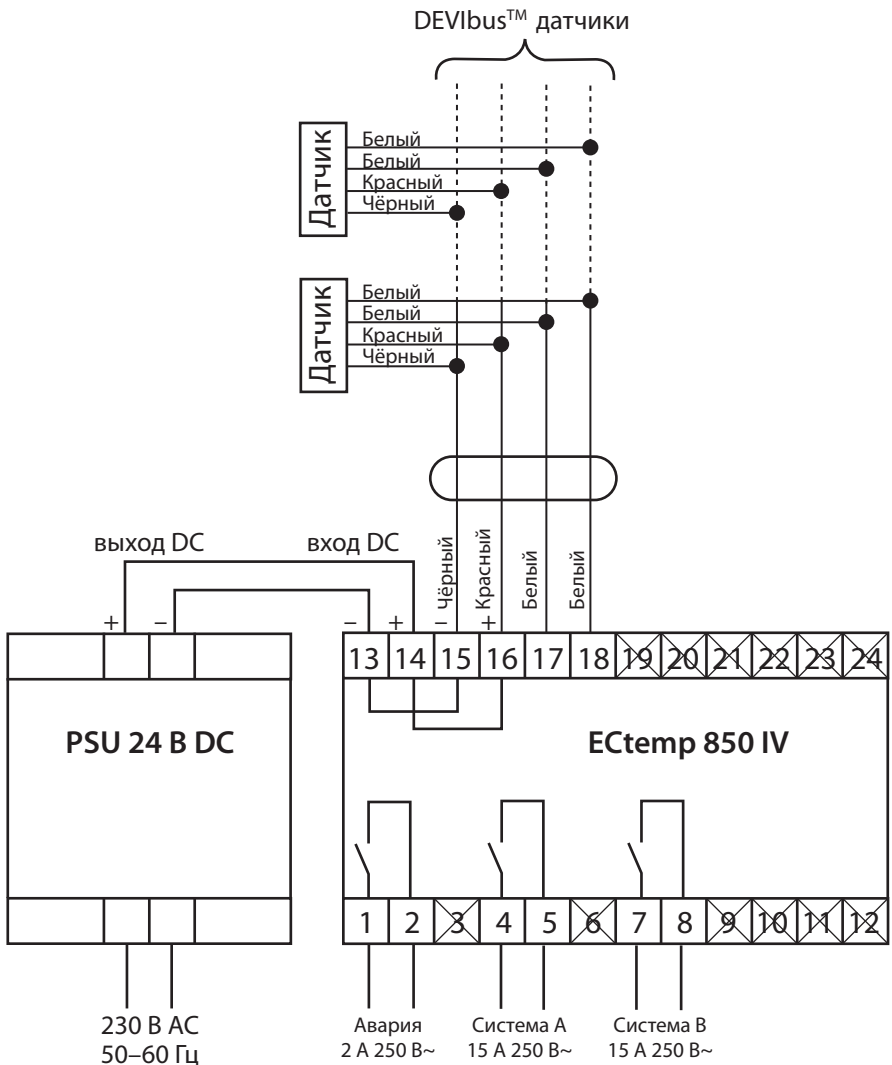 DEVIbus™ датчики
Датчик
Белый
Белый
Красный
Чёрный
Датчик
Белый
Белый
Красный
Чёрный
выход DC
вход DC
Чёрный
Красный
Белый
Белый
+ –
– + – +
13 14 15 16 17 18 19 20 21 22 23 24
PSU 24 В DC
ECtemp 850 IV
1 2 3 4 5 6 7 8 9 10 11 12
230 В AC
50–60 Гц
Авария
2 А 250 В~
Система А
15 А 250 В~
Система В
15 А 250 В~